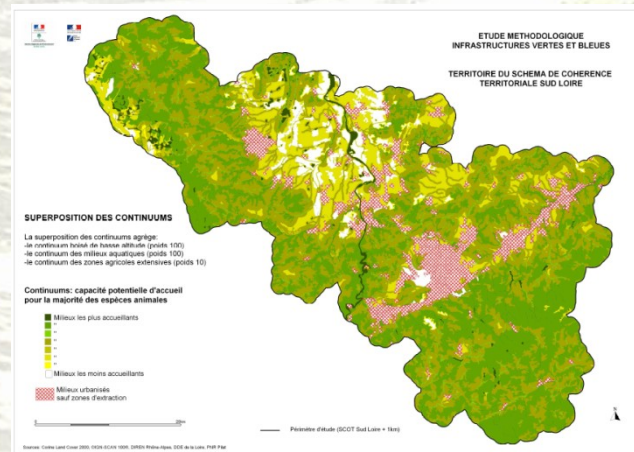 ETUDE METHODOLOGIQUE
INFRASTRUCTURES VERTES ET BLEUES
TERRITOIRE DU SCHEMA DE COHERENCE
TERRITORIALE SUD LOIRE
SUPERPOSITION DES CONTINUUMS
La superposition des continuums agrège:
-le continuum boisé de basse altitude (poids 100)
-le continuum des milieux aquatiques (poids 100)
-le continuum des zones agricoles extensives (poids 10)
Continuums: capacité potentielle d'accueil
pour la majorité des espèces animales
Milieux les plus accueillants
Milieux les moins accueillants
Milieux urbanisés
sauf zones d'extraction
Périmètre d'étude (SCOT Sud Loire + 1km)